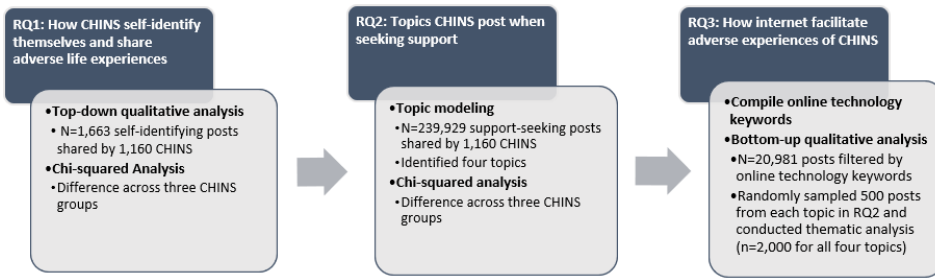 RQ1: How CHINS self-identify
themselves and share
adverse life experiences
•Top-down qualitative analysis
• N=1,663 self-identifying posts
shared by 1,160 CHINS
•Chi-squared Analysis
•Difference across three CHINS
groups
RQ2: Topics CHINS post when
seeking support
•Topic modeling
•N=239,929 support-seeking posts
shared by 1,160 CHINS
•Identified four topics
•Chi-squared analysis
•Difference across three CHINS
groups
RQ3: How internet facilitate
adverse experiences of CHINS
•Compile online technology
keywords
•Bottom-up qualitative analysis
•N=20,981 posts filtered by
online technology keywords
•Randomly sampled 500 posts
from each topic in RQ2 and
conducted thematic analysis
(n=2,000 for all four topics)